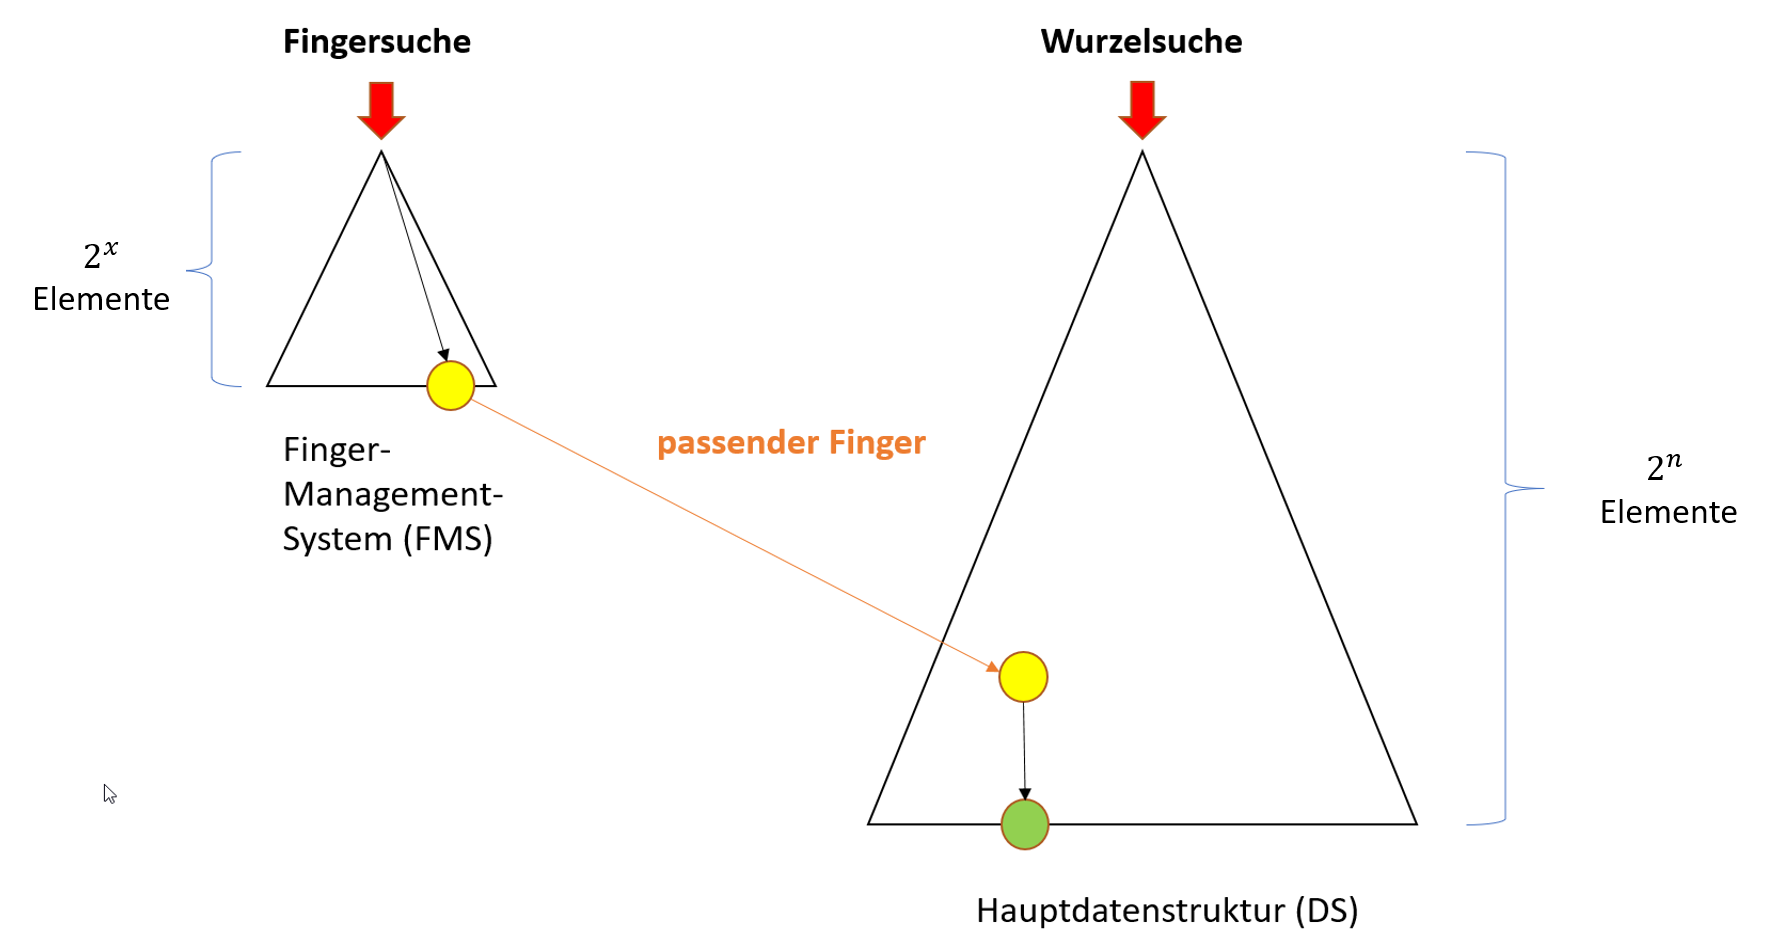 Fingersuche
Wurzelsuche
2^x
Elemente
passender Finger
Finger-
Management-
System (FMS)
2^n
Elemente
Hauptdatenstruktur (DS)